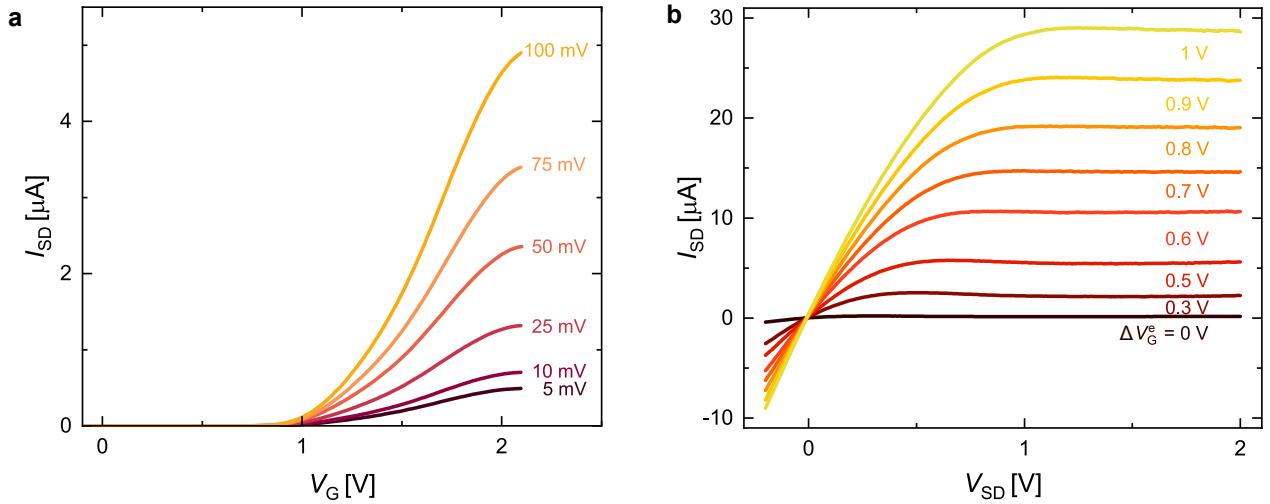 a
I_SD [μA]
4
2
0
100 mV
75 mV
50 mV
25 mV
10 mV
5 mV
0
1
2
V_G [V]
b
I_SD [μA]
30
20
10
0
-10
1 V
0.9 V
0.8 V
0.7 V
0.6 V
0.5 V
0.3 V
ΔV_G^e = 0 V
0
1
2
V_SD [V]